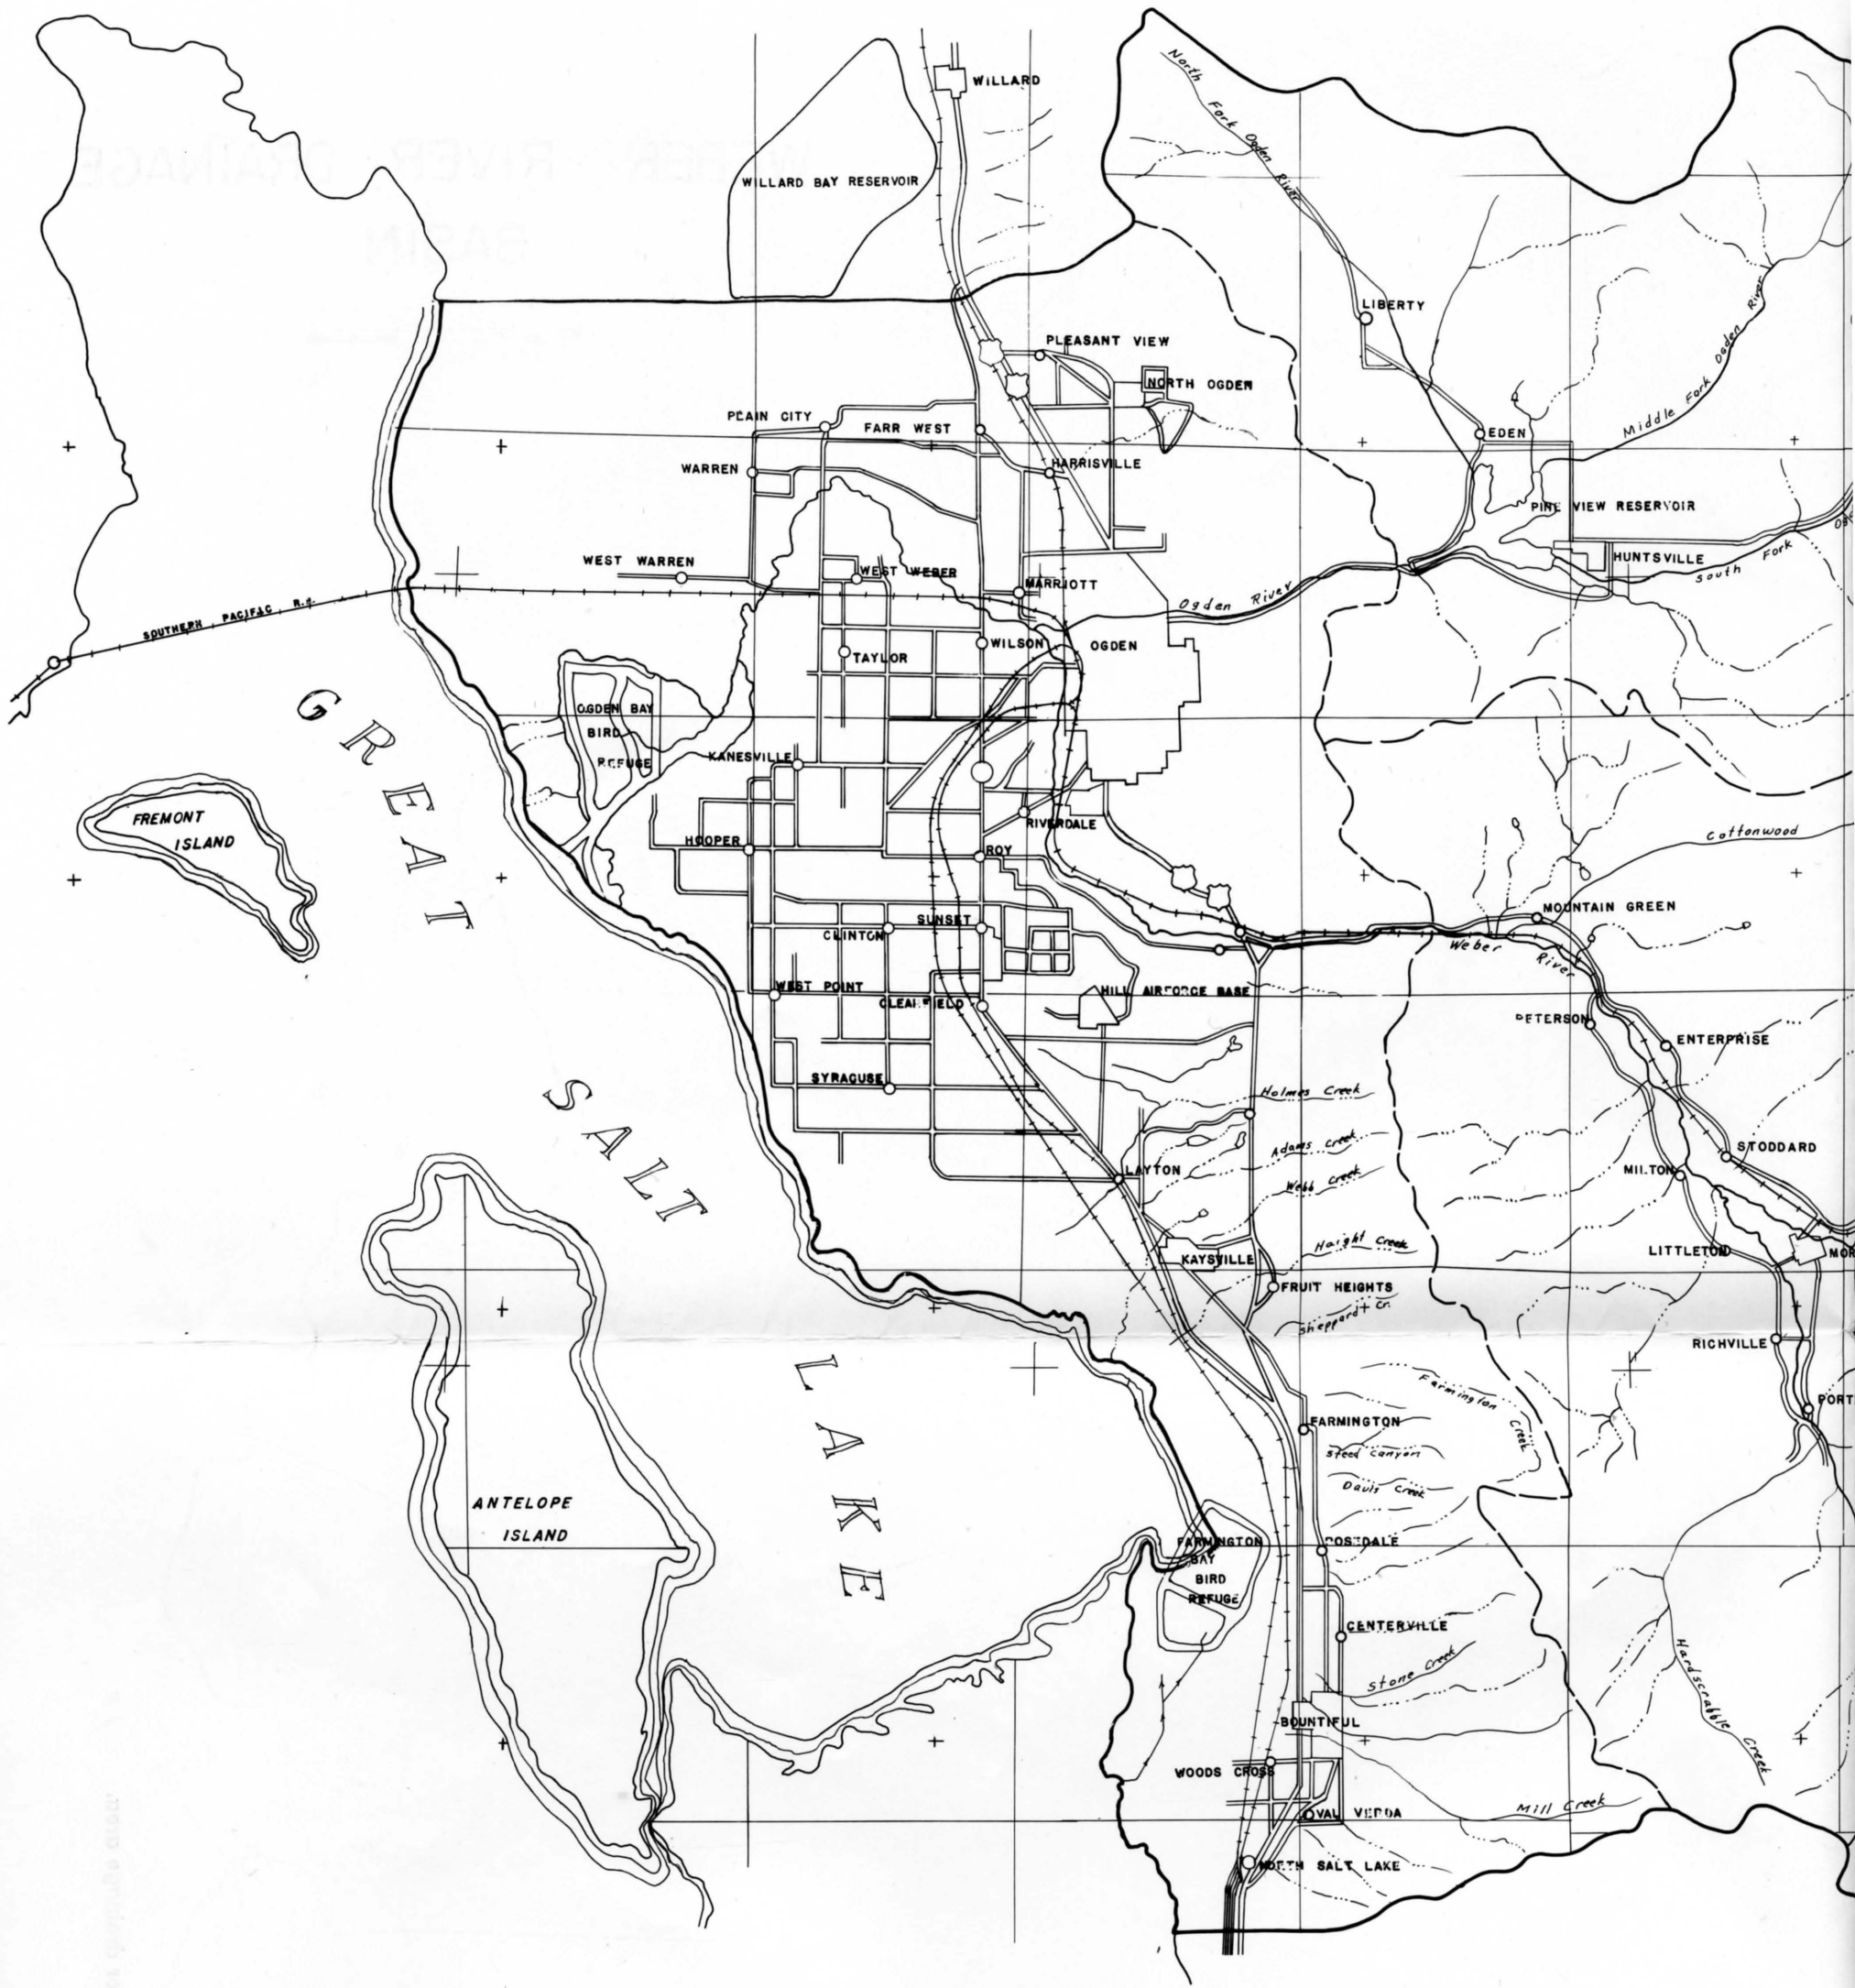 WEBER RIVER DRAINAGE
BASIN
WILLARD
North Fork Ogden River
WILLARD BAY RESERVOIR
LIBERTY
Middle Fork Ogden River
PLEASANT VIEW
NORTH OGDEN
PLAIN CITY
FARR WEST
EDEN
WARREN
HARRISVILLE
PINE VIEW RESERVOIR
WEST WARREN
WEST WEBER
MARRIOTT
HUNTSVILLE
South Fork
SOUTHERN PACIFIC R.R.
Ogden River
WILSON
OGDEN
TAYLOR
OGDEN BAY
BIRD
REFUGE
KANESVILLE
GREAT
SALT
LAKE
FREMONT
ISLAND
RIVERDALE
Cottonwood
HOOPER
ROY
MOUNTAIN GREEN
SUNSET
CLINTON
Weber River
WEST POINT
HILL AIRFORCE BASE
CLEARFIELD
PETERSON
ENTERPRISE
SYRACUSE
Holmes Creek
Adams Creek
STODDARD
LAYTON
Webb Creek
MILTON
Haight Creek
KAYSVILLE
LITTLETON
MOR
FRUIT HEIGHTS
Sheppard Cr.
RICHVILLE
Farmington Creek
PORT
FARMINGTON
Steed Canyon
Davis Creek
ANTELOPE
ISLAND
FARMINGTON
BAY
BIRD
REFUGE
ROSEDALE
CENTERVILLE
Stone Creek
Hardscrabble Creek
BOUNTIFUL
WOODS CROSS
VAL VERDA
Mill Creek
NORTH SALT LAKE